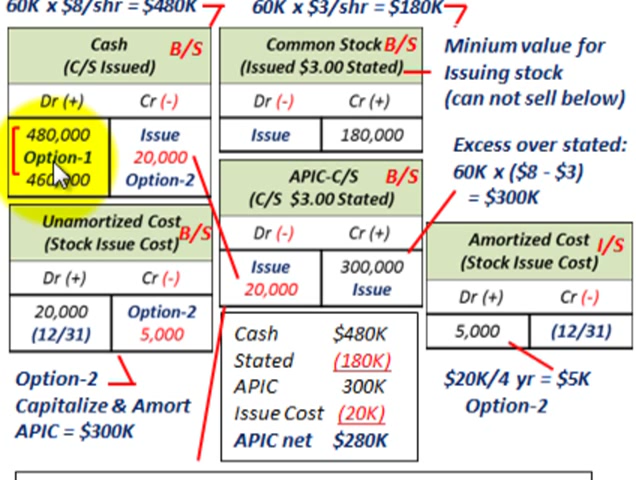 60K x $8/shr = $480K
60K x $3/shr = $180K
Cash B/S
(C/S Issued)
Dr (+) Cr (-)
480,000 Issue
Option-1 20,000
460,000 Option-2
Common Stock B/S
(Issued $3.00 Stated)
Dr (-) Cr (+)
Issue 180,000
Minium value for
Issuing stock
(can not sell below)
APIC-C/S B/S
(C/S $3.00 Stated)
Dr (-) Cr (+)
Issue 300,000
20,000 Issue
Excess over stated:
60K x ($8 - $3)
= $300K
Unamortized Cost B/S
(Stock Issue Cost)
Dr (+) Cr (-)
20,000 Option-2
(12/31) 5,000
Amortized Cost I/S
(Stock Issue Cost)
Dr (+) Cr (-)
5,000 (12/31)
Cash $480K
Stated (180K)
APIC 300K
Issue Cost (20K)
APIC net $280K
Option-2
Capitalize & Amort
APIC = $300K
$20K/4 yr = $5K
Option-2